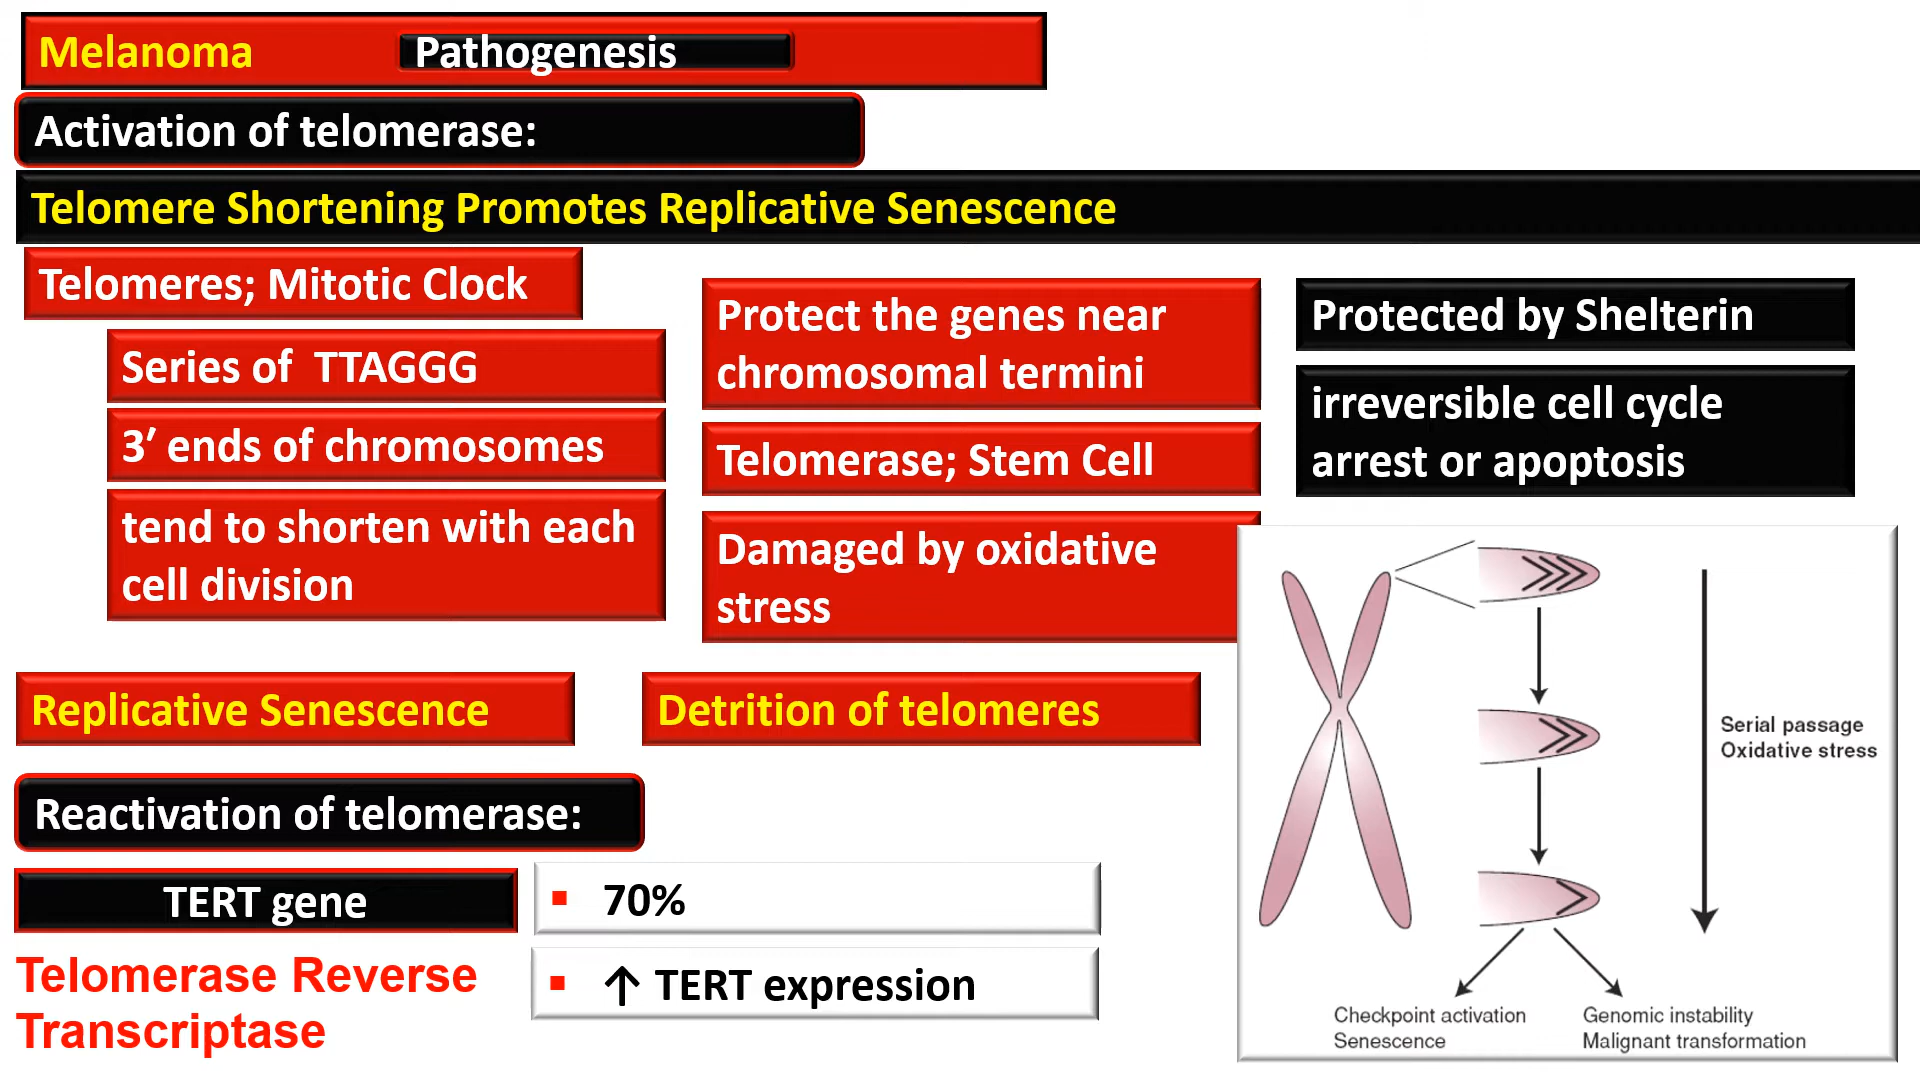 Melanoma Pathogenesis
Activation of telomerase:
Telomere Shortening Promotes Replicative Senescence
Telomeres; Mitotic Clock
Series of TTAGGG
3′ ends of chromosomes
tend to shorten with each
cell division
Protect the genes near
chromosomal termini
Telomerase; Stem Cell
Damaged by oxidative
stress
Protected by Shelterin
irreversible cell cycle
arrest or apoptosis
Replicative Senescence
Detrition of telomeres
Reactivation of telomerase:
TERT gene
▪ 70%
Telomerase Reverse
Transcriptase
▪ ↑ TERT expression
Serial passage
Oxidative stress
Checkpoint activation
Senescence
Genomic instability
Malignant transformation